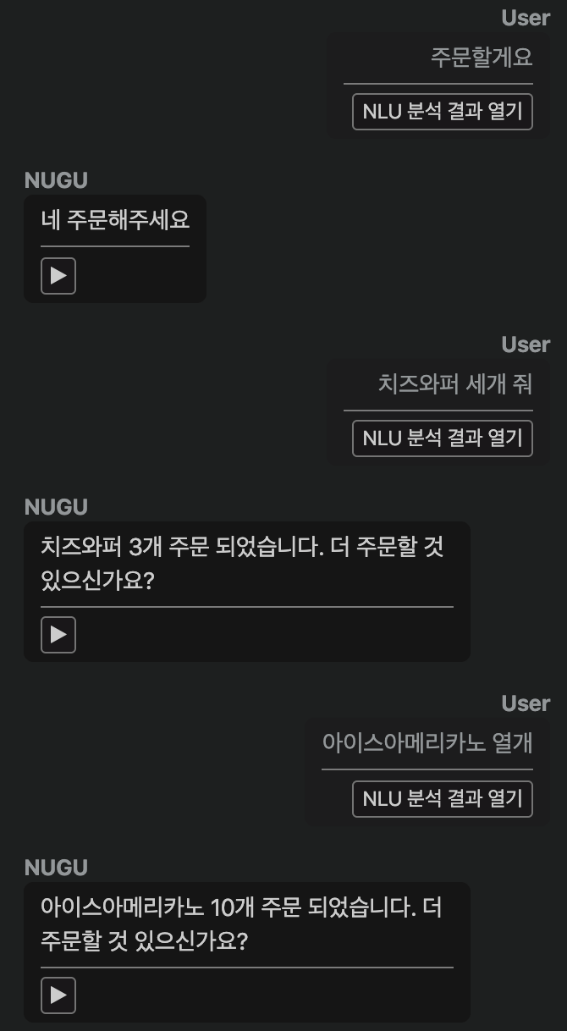 User
주문할게요
NLU 분석 결과 열기
NUGU
네 주문해주세요
User
치즈와퍼 세개 줘
NLU 분석 결과 열기
NUGU
치즈와퍼 3개 주문 되었습니다. 더 주문할 것
있으신가요?
User
아이스아메리카노 열개
NLU 분석 결과 열기
NUGU
아이스아메리카노 10개 주문 되었습니다. 더
주문할 것 있으신가요?